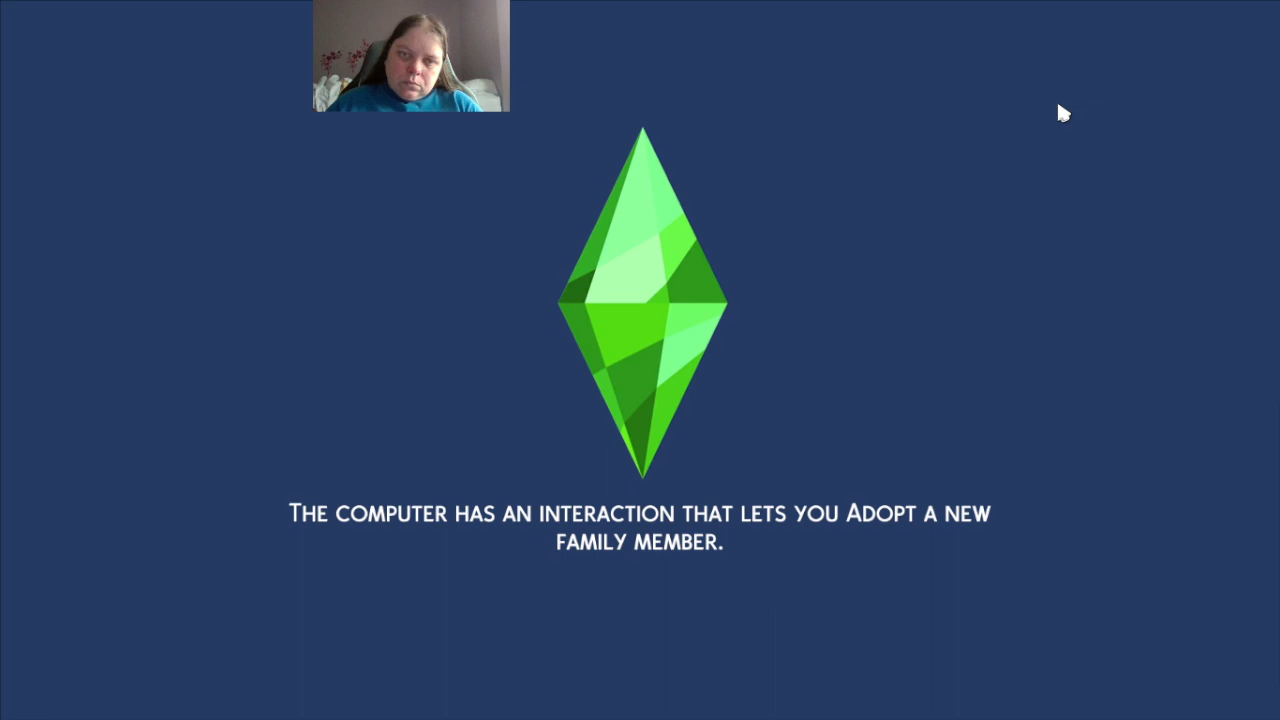 The computer has an interaction that lets you Adopt a new
family member.